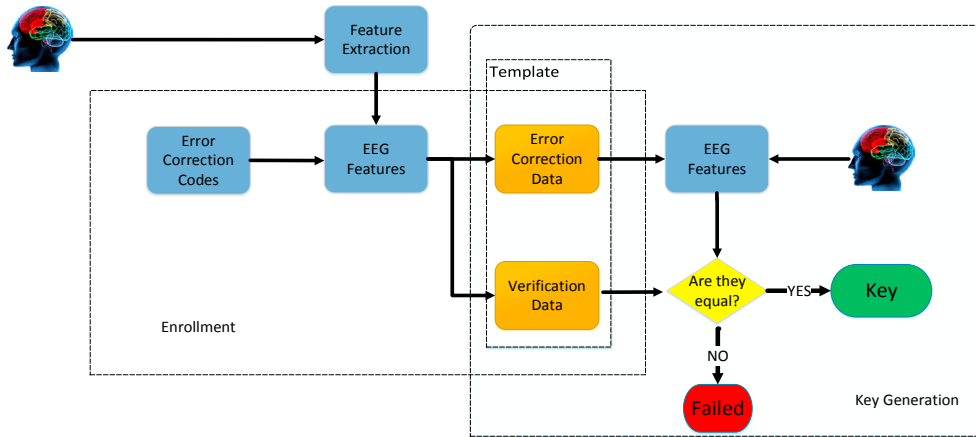 Feature
Extraction
Template
Error
Correction
Codes
EEG
Features
Error
Correction
Data
EEG
Features
Verification
Data
Are they
equal?
YES
Key
Enrollment
NO
Failed
Key Generation